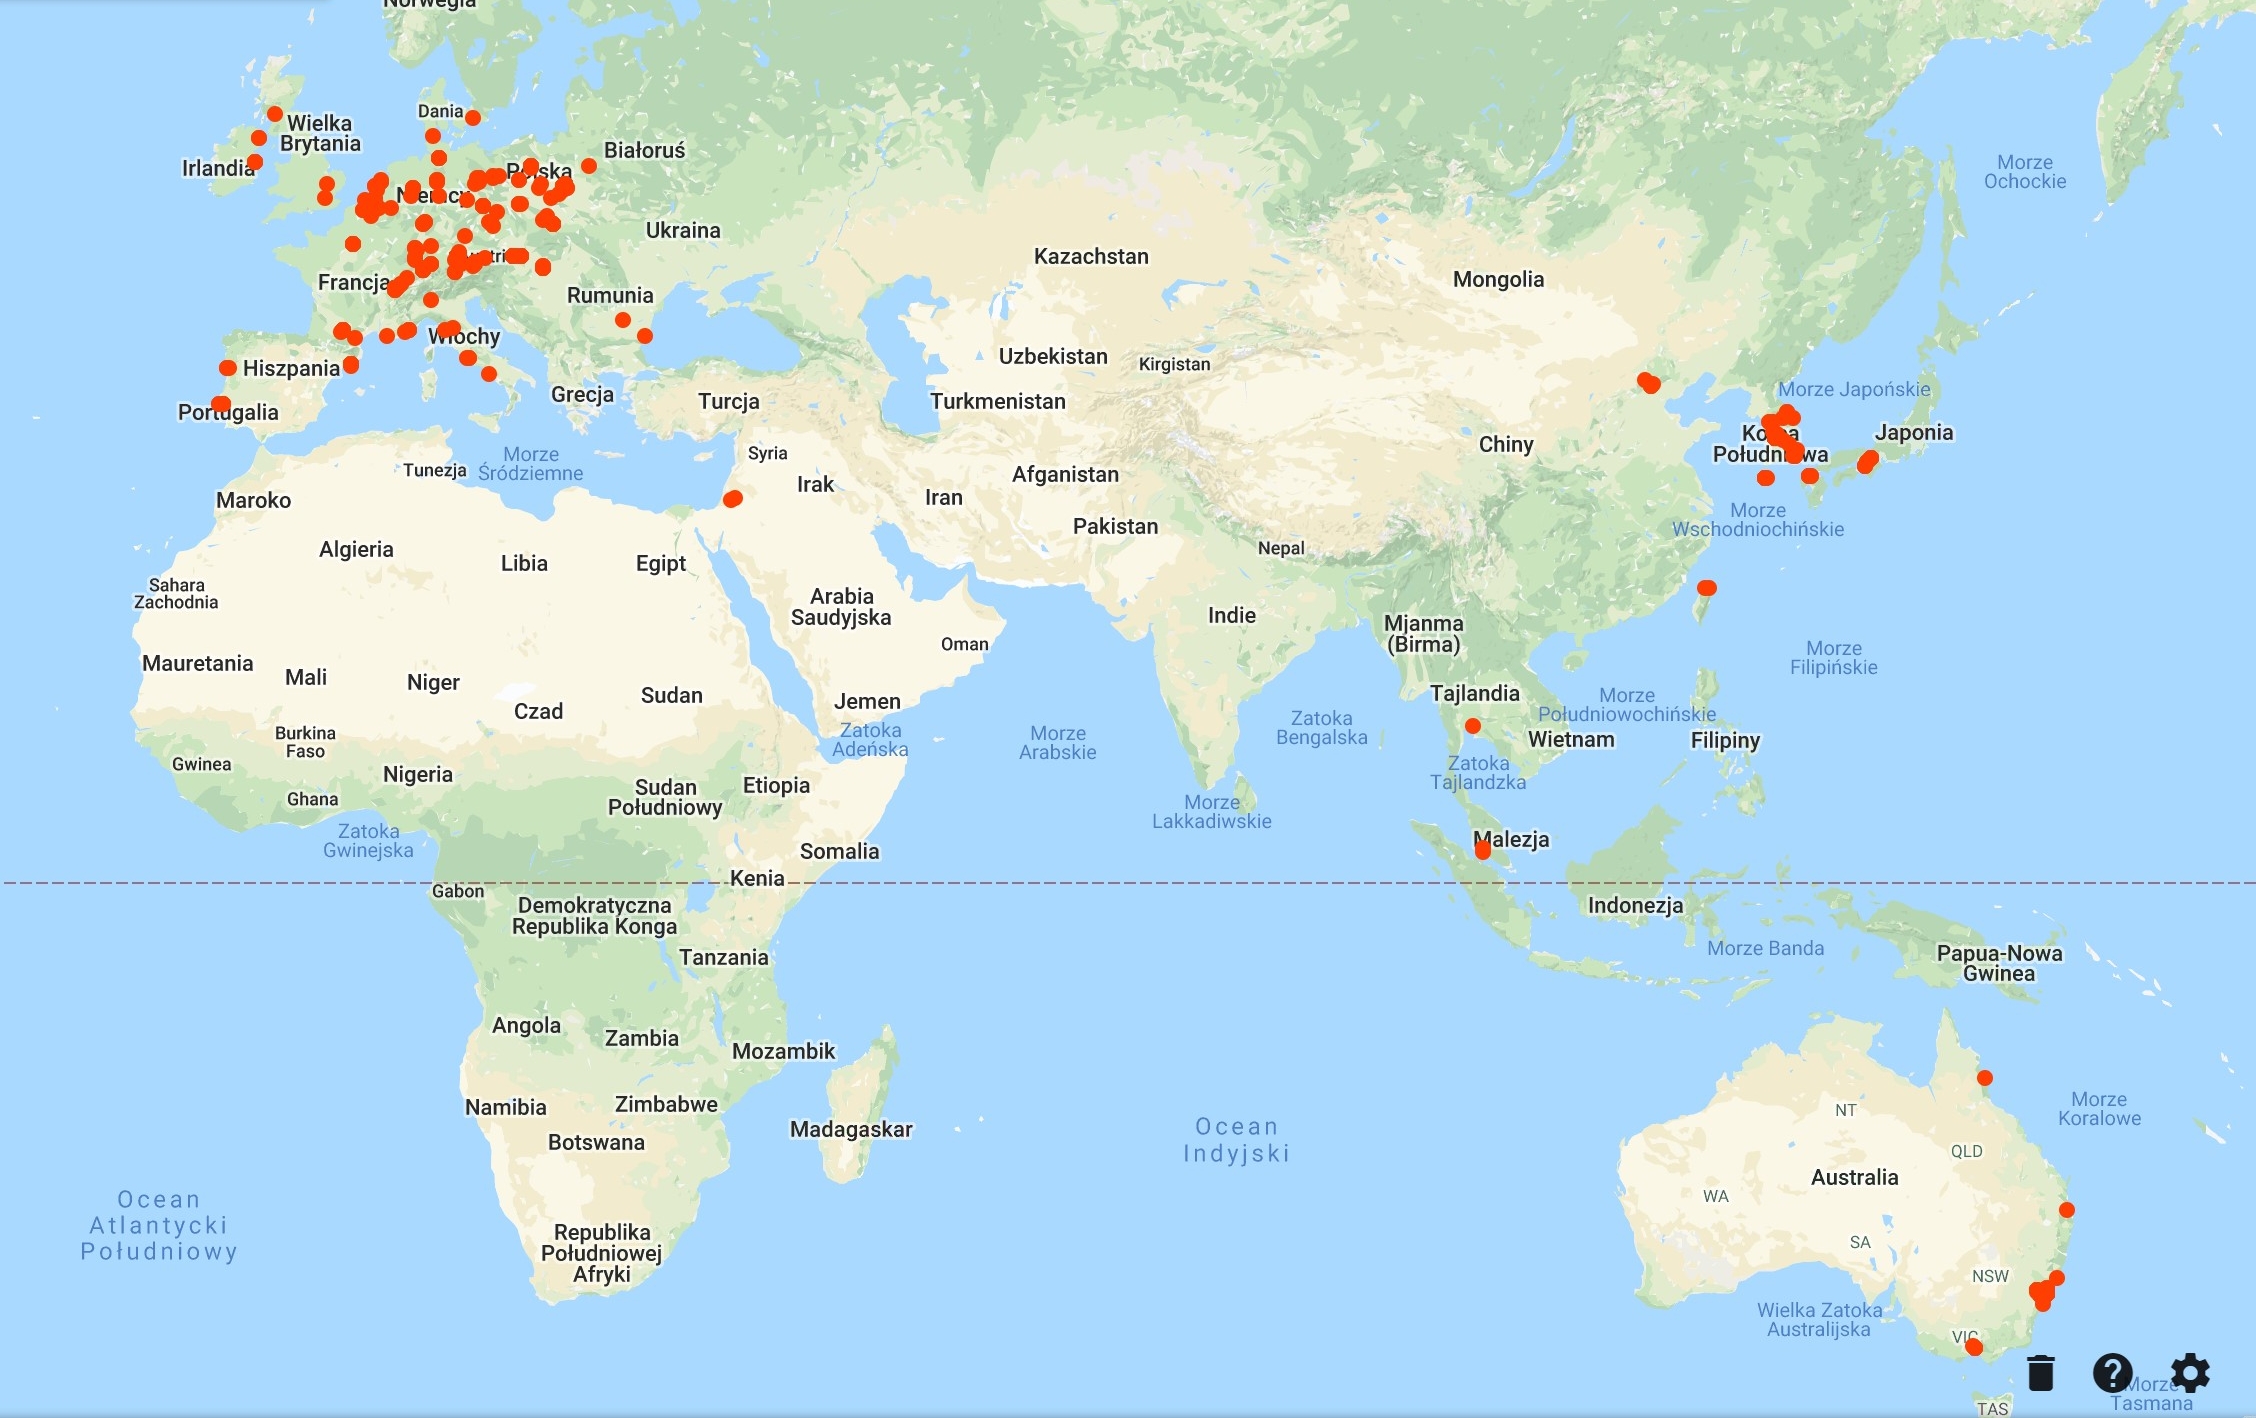 Norwegia
Dania
Wielka
Brytania
Irlandia
Białoruś
Polska
Niemcy
Ukraina
Francja
Rumunia
Włochy
Hiszpania
Portugalia
Grecja
Turcja
Kazachstan
Mongolia
Uzbekistan
Kirgistan
Turkmenistan
Morze
Ochockie
Morze Japońskie
Japonia
Korea
Południowa
Chiny
Morze
Śródziemne
Tunezja
Syria
Maroko
Irak
Iran
Afganistan
Pakistan
Morze
Wschodniochińskie
Algieria
Libia
Egipt
Nepal
Sahara
Zachodnia
Arabia
Saudyjska
Indie
Mjanma
(Birma)
Oman
Mauretania
Mali
Niger
Czad
Sudan
Jemen
Tajlandia
Morze
Filipińskie
Morze
Południowochińskie
Zatoka
Adeńska
Morze
Arabskie
Zatoka
Bengalska
Wietnam
Filipiny
Burkina
Faso
Gwinea
Nigeria
Ghana
Sudan
Południowy
Etiopia
Zatoka
Tajlandzka
Morze
Lakkadiwskie
Zatoka
Gwinejska
Somalia
Malezja
Gabon
Kenia
Demokratyczna
Republika Konga
Indonezja
Tanzania
Morze Banda
Papua-Nowa
Gwinea
Angola
Zambia
Mozambik
Namibia
Zimbabwe
Botswana
Madagaskar
Ocean
Indyjski
NT
Morze
Koralowe
QLD
Australia
WA
SA
NSW
Ocean
Atlantycki
Południowy
Republika
Południowej
Afryki
Wielka Zatoka
Australijska
VIC
Morze
Tasmana
TAS